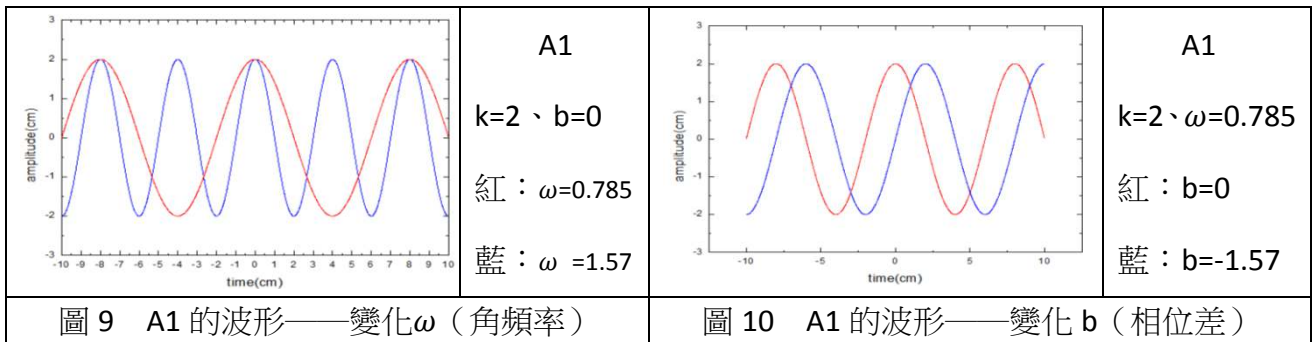 3
2
1
0
-1
-2
-3
amplitude(cm)
-10 -9 -8 -7 -6 -5 -4 -3 -2 -1 0 1 2 3 4 5 6 7 8 9 10
time(cm)
A1
k=2、b=0
紅：ω=0.785
藍：ω =1.57
3
2
1
0
-1
-2
-3
amplitude(cm)
-10 -5 0 5 10
time(cm)
A1
k=2、ω=0.785
紅：b=0
藍：b=-1.57
圖 9 A1 的波形——變化ω（角頻率）
圖 10 A1 的波形——變化 b（相位差）